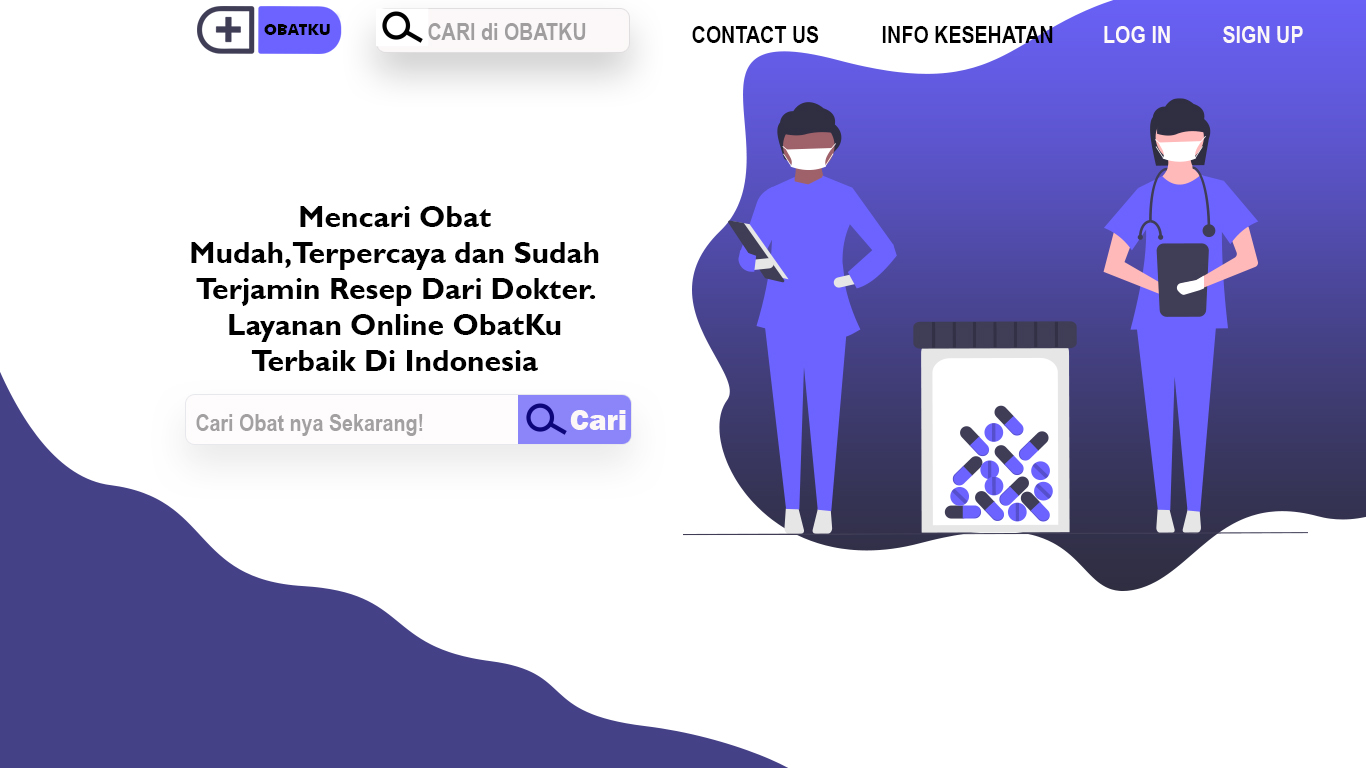 OBATKU
CARI di OBATKU
CONTACT US
INFO KESEHATAN
LOG IN
SIGN UP
Mencari Obat
Mudah,Terpercaya dan Sudah
Terjamin Resep Dari Dokter.
Layanan Online ObatKu
Terbaik Di Indonesia
Cari Obat nya Sekarang!
Cari